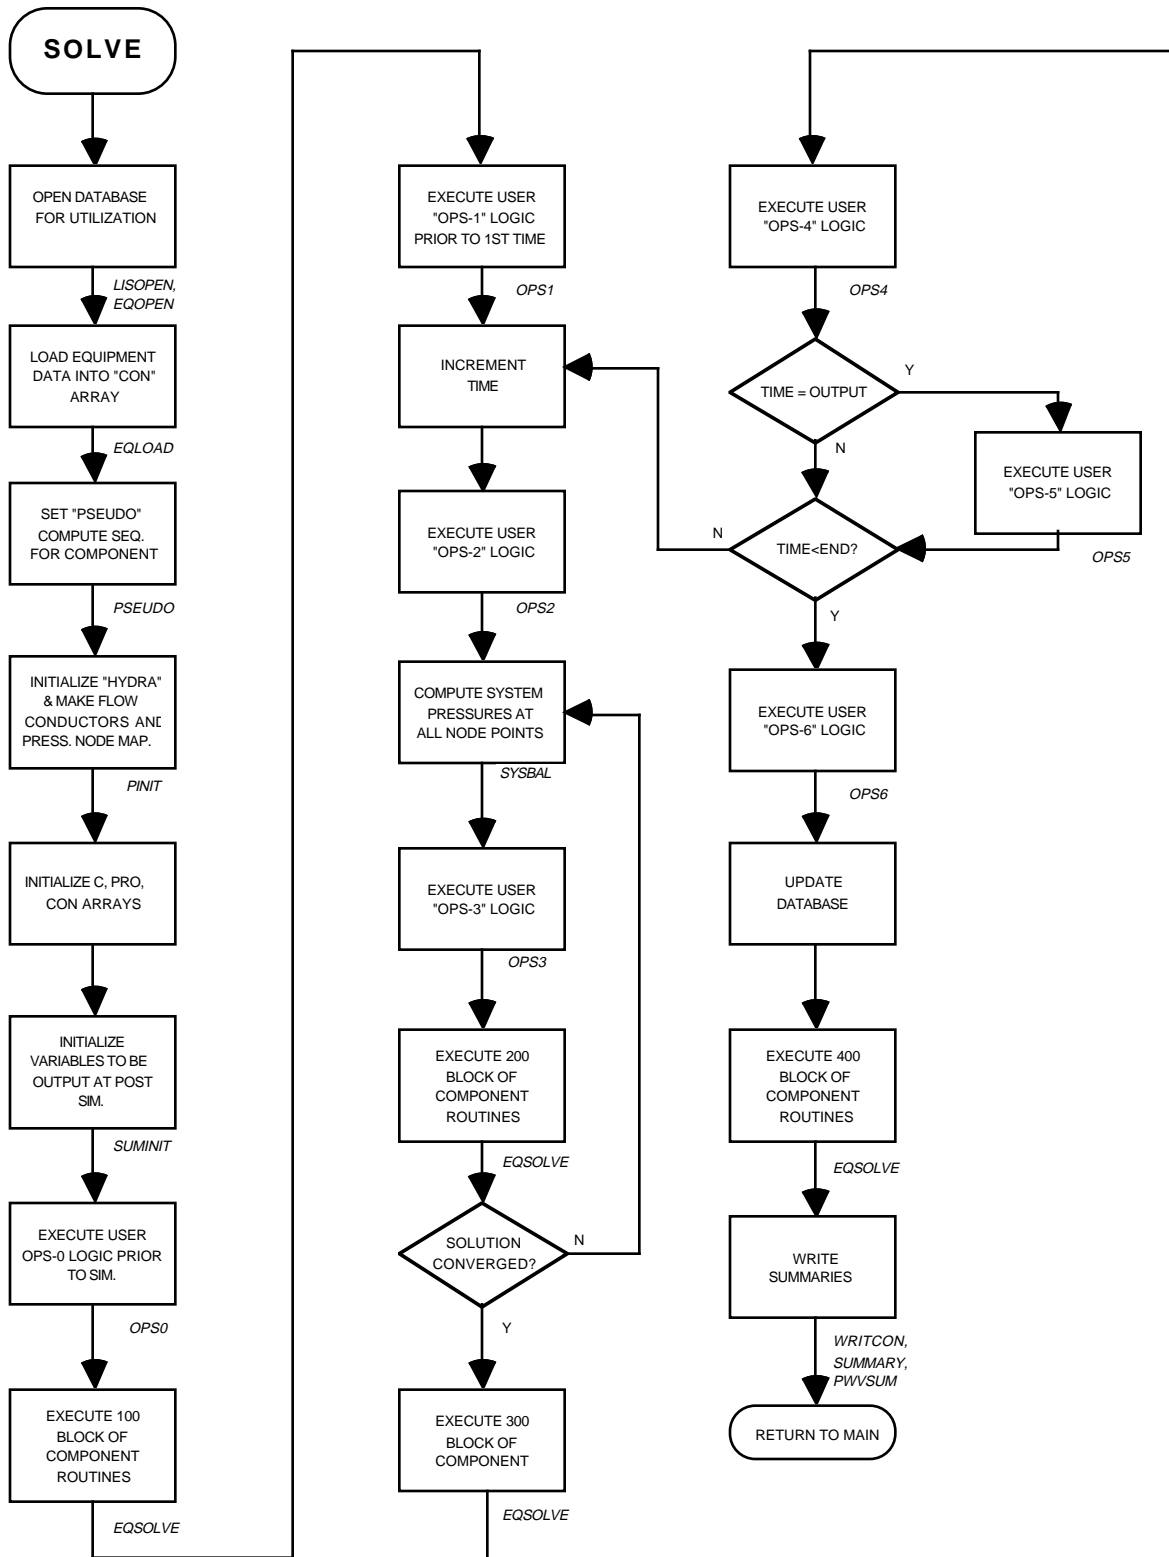 SOLVE
OPEN DATABASE
FOR UTILIZATION
LISOPEN,
EQOPEN
LOAD EQUIPMENT
DATA INTO "CON"
ARRAY
EQLOAD
SET "PSEUDO"
COMPUTE SEQ.
FOR COMPONENT
PSEUDO
INITIALIZE "HYDRA"
& MAKE FLOW
CONDUCTORS AND
PRESS. NODE MAP.
PINIT
INITIALIZE C, PRO,
CON ARRAYS
INITIALIZE
VARIABLES TO BE
OUTPUT AT POST
SIM.
SUMINIT
EXECUTE USER
OPS-0 LOGIC PRIOR
TO SIM.
OPS0
EXECUTE 100
BLOCK OF
COMPONENT
ROUTINES
EQSOLVE
EXECUTE USER
"OPS-1" LOGIC
PRIOR TO 1ST TIME
OPS1
INCREMENT
TIME
EXECUTE USER
"OPS-2" LOGIC
OPS2
COMPUTE SYSTEM
PRESSURES AT
ALL NODE POINTS
SYSBAL
EXECUTE USER
"OPS-3" LOGIC
OPS3
EXECUTE 200
BLOCK OF
COMPONENT
ROUTINES
EQSOLVE
SOLUTION
CONVERGED?
N
Y
EXECUTE 300
BLOCK OF
COMPONENT
EQSOLVE
EXECUTE USER
"OPS-4" LOGIC
OPS4
TIME = OUTPUT
Y
N
EXECUTE USER
"OPS-5" LOGIC
OPS5
TIME<END?
N
Y
EXECUTE USER
"OPS-6" LOGIC
OPS6
UPDATE
DATABASE
EXECUTE 400
BLOCK OF
COMPONENT
ROUTINES
EQSOLVE
WRITE
SUMMARIES
WRITCON,
SUMMARY,
PWVSUM
RETURN TO MAIN